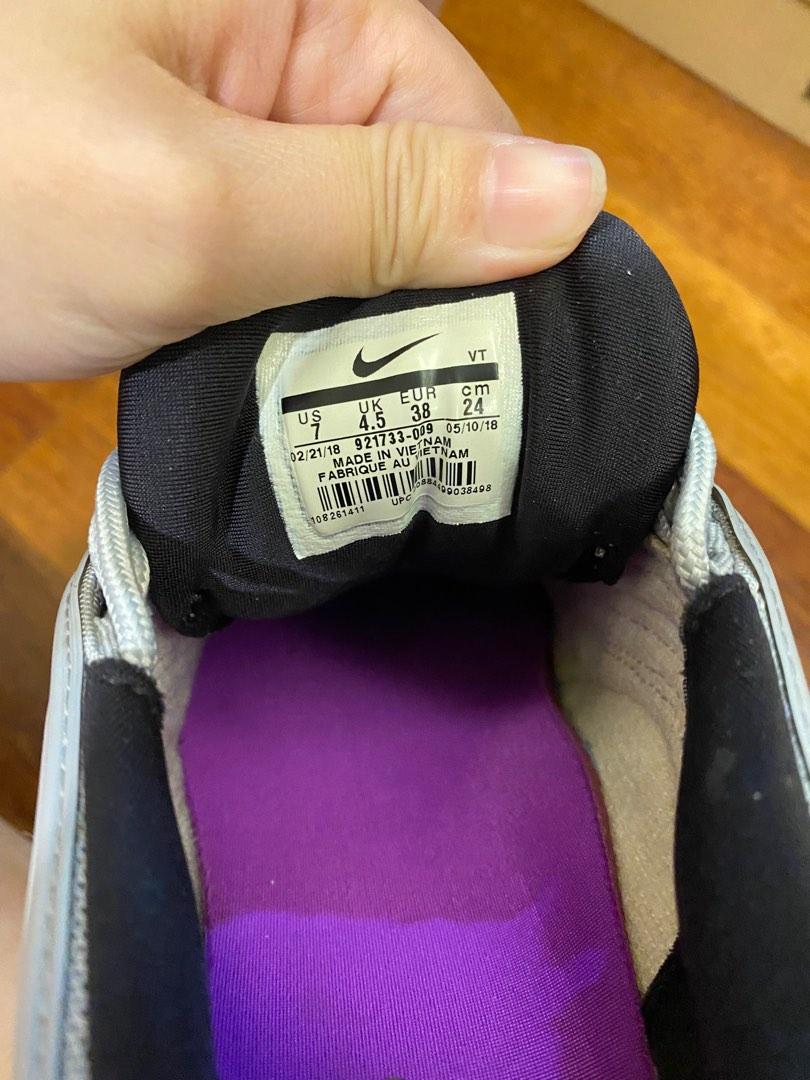 VT
US UK EUR cm
7 4.5 38 24
02/21/18 921733-009 05/10/18
MADE IN VIETNAM
FABRIQUE AU VIETNAM
108261411 UPC 00884499038498